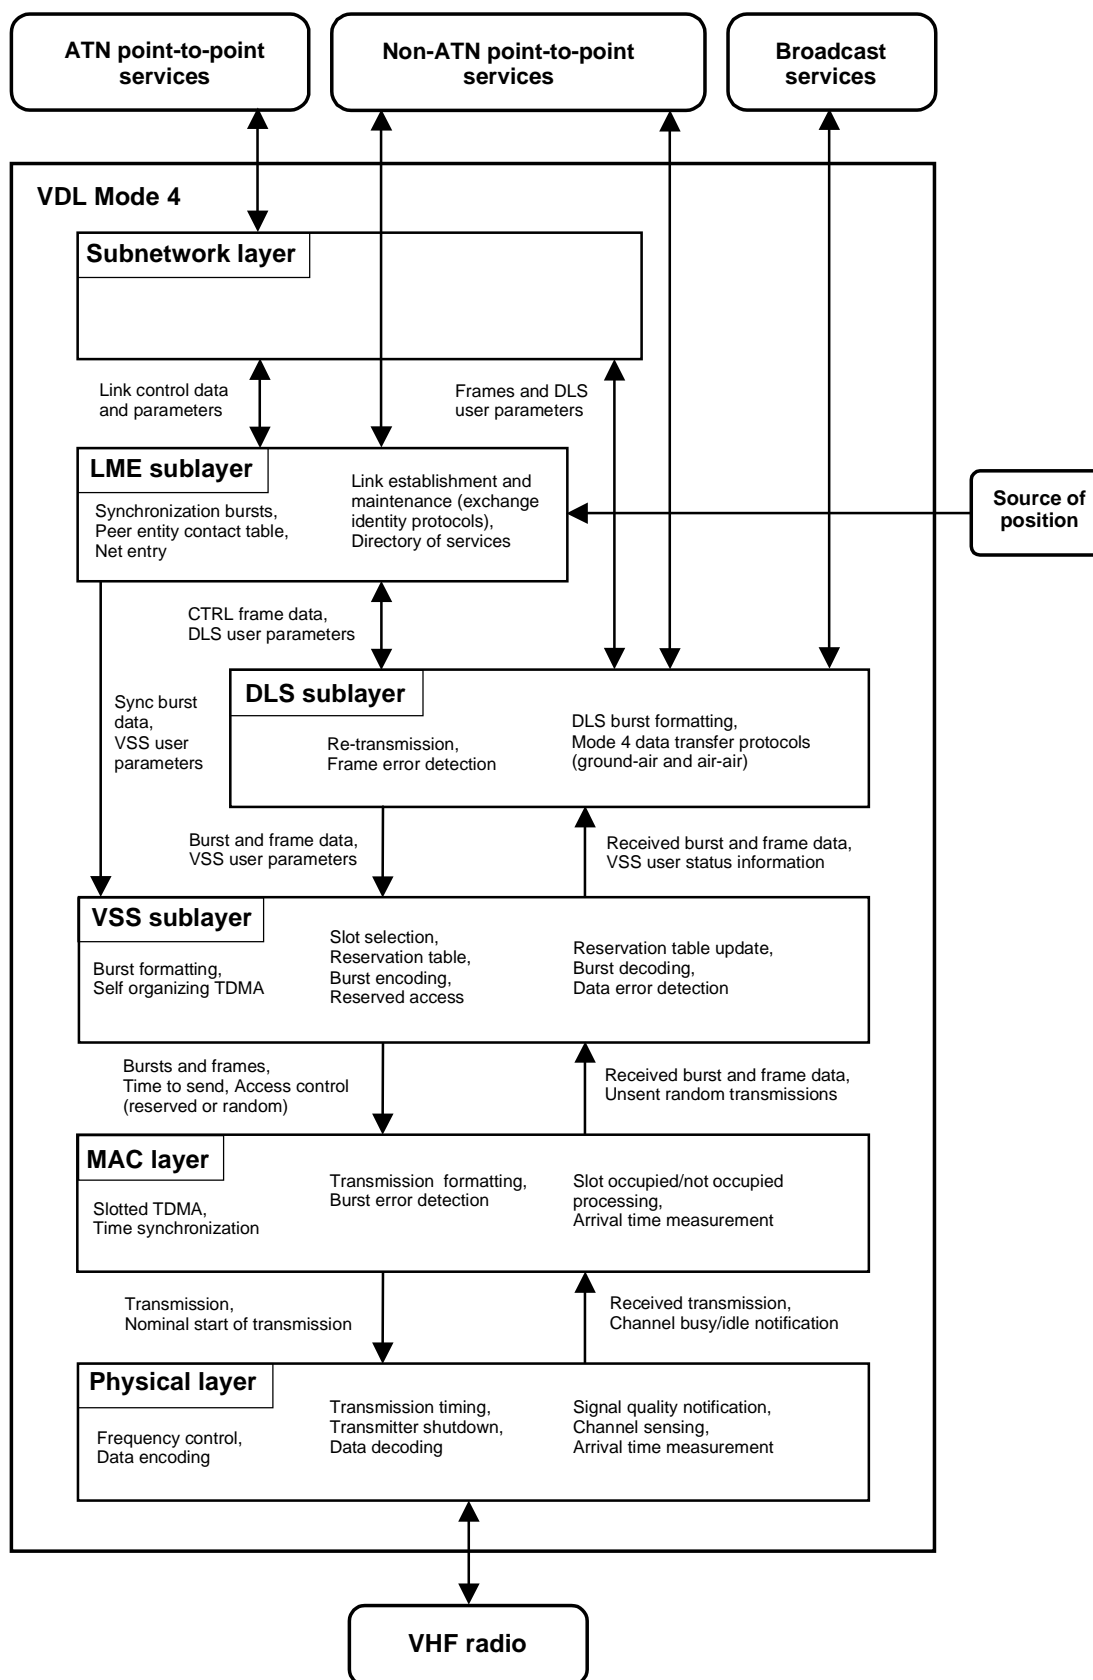 ATN point-to-point
services
Non-ATN point-to-point
services
Broadcast
services
VDL Mode 4
Subnetwork layer
Link control data
and parameters
Frames and DLS
user parameters
LME sublayer
Synchronization bursts,
Peer entity contact table,
Net entry
Link establishment and
maintenance (exchange
identity protocols),
Directory of services
Source of
position
CTRL frame data,
DLS user parameters
Sync burst
data,
VSS user
parameters
DLS sublayer
Re-transmission,
Frame error detection
DLS burst formatting,
Mode 4 data transfer protocols
(ground-air and air-air)
Burst and frame data,
VSS user parameters
Received burst and frame data,
VSS user status information
VSS sublayer
Burst formatting,
Self organizing TDMA
Slot selection,
Reservation table,
Burst encoding,
Reserved access
Reservation table update,
Burst decoding,
Data error detection
Bursts and frames,
Time to send, Access control
(reserved or random)
Received burst and frame data,
Unsent random transmissions
MAC layer
Slotted TDMA,
Time synchronization
Transmission formatting,
Burst error detection
Slot occupied/not occupied
processing,
Arrival time measurement
Transmission,
Nominal start of transmission
Received transmission,
Channel busy/idle notification
Physical layer
Frequency control,
Data encoding
Transmission timing,
Transmitter shutdown,
Data decoding
Signal quality notification,
Channel sensing,
Arrival time measurement
VHF radio